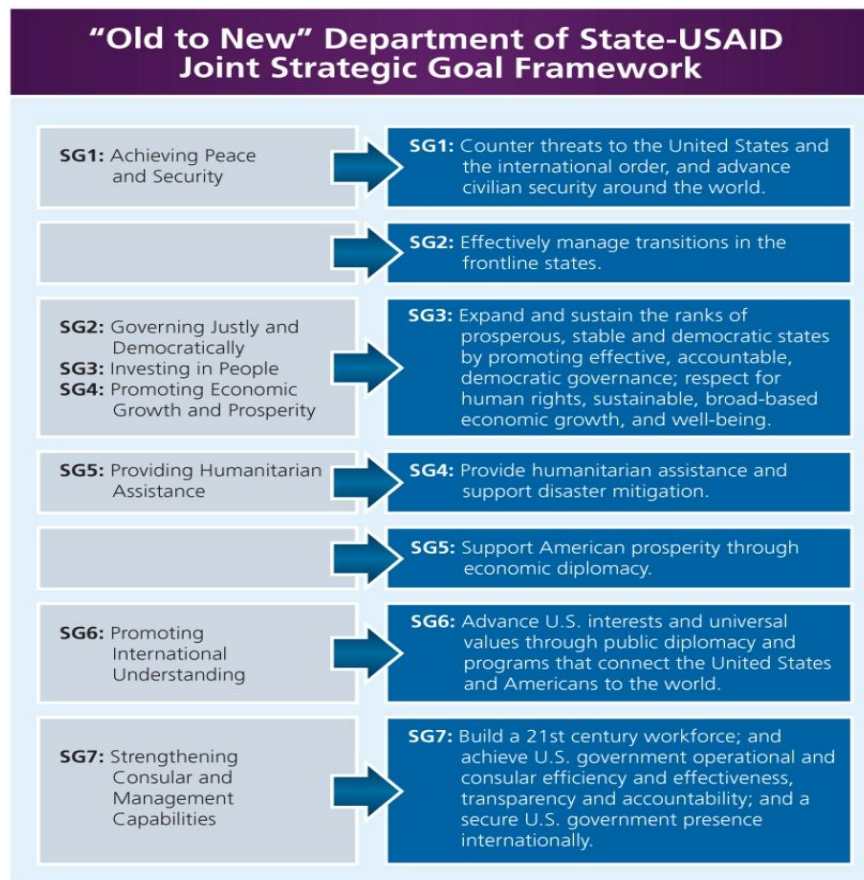 "Old to New" Department of State-USAID
Joint Strategic Goal Framework
SG1: Achieving Peace
and Security
SG1: Counter threats to the United States and
the international order, and advance
civilian security around the world.
SG2: Effectively manage transitions in the
frontline states.
SG2: Governing Justly and
Democratically
SG3: Investing in People
SG4: Promoting Economic
Growth and Prosperity
SG3: Expand and sustain the ranks of
prosperous, stable and democratic states
by promoting effective, accountable,
democratic governance; respect for
human rights, sustainable, broad-based
economic growth, and well-being.
SG5: Providing Humanitarian
Assistance
SG4: Provide humanitarian assistance and
support disaster mitigation.
SG5: Support American prosperity through
economic diplomacy.
SG6: Promoting
International
Understanding
SG6: Advance U.S. interests and universal
values through public diplomacy and
programs that connect the United States
and Americans to the world.
SG7: Strengthening
Consular and
Management
Capabilities
SG7: Build a 21st century workforce; and
achieve U.S. government operational and
consular efficiency and effectiveness,
transparency and accountability; and a
secure U.S. government presence
internationally.